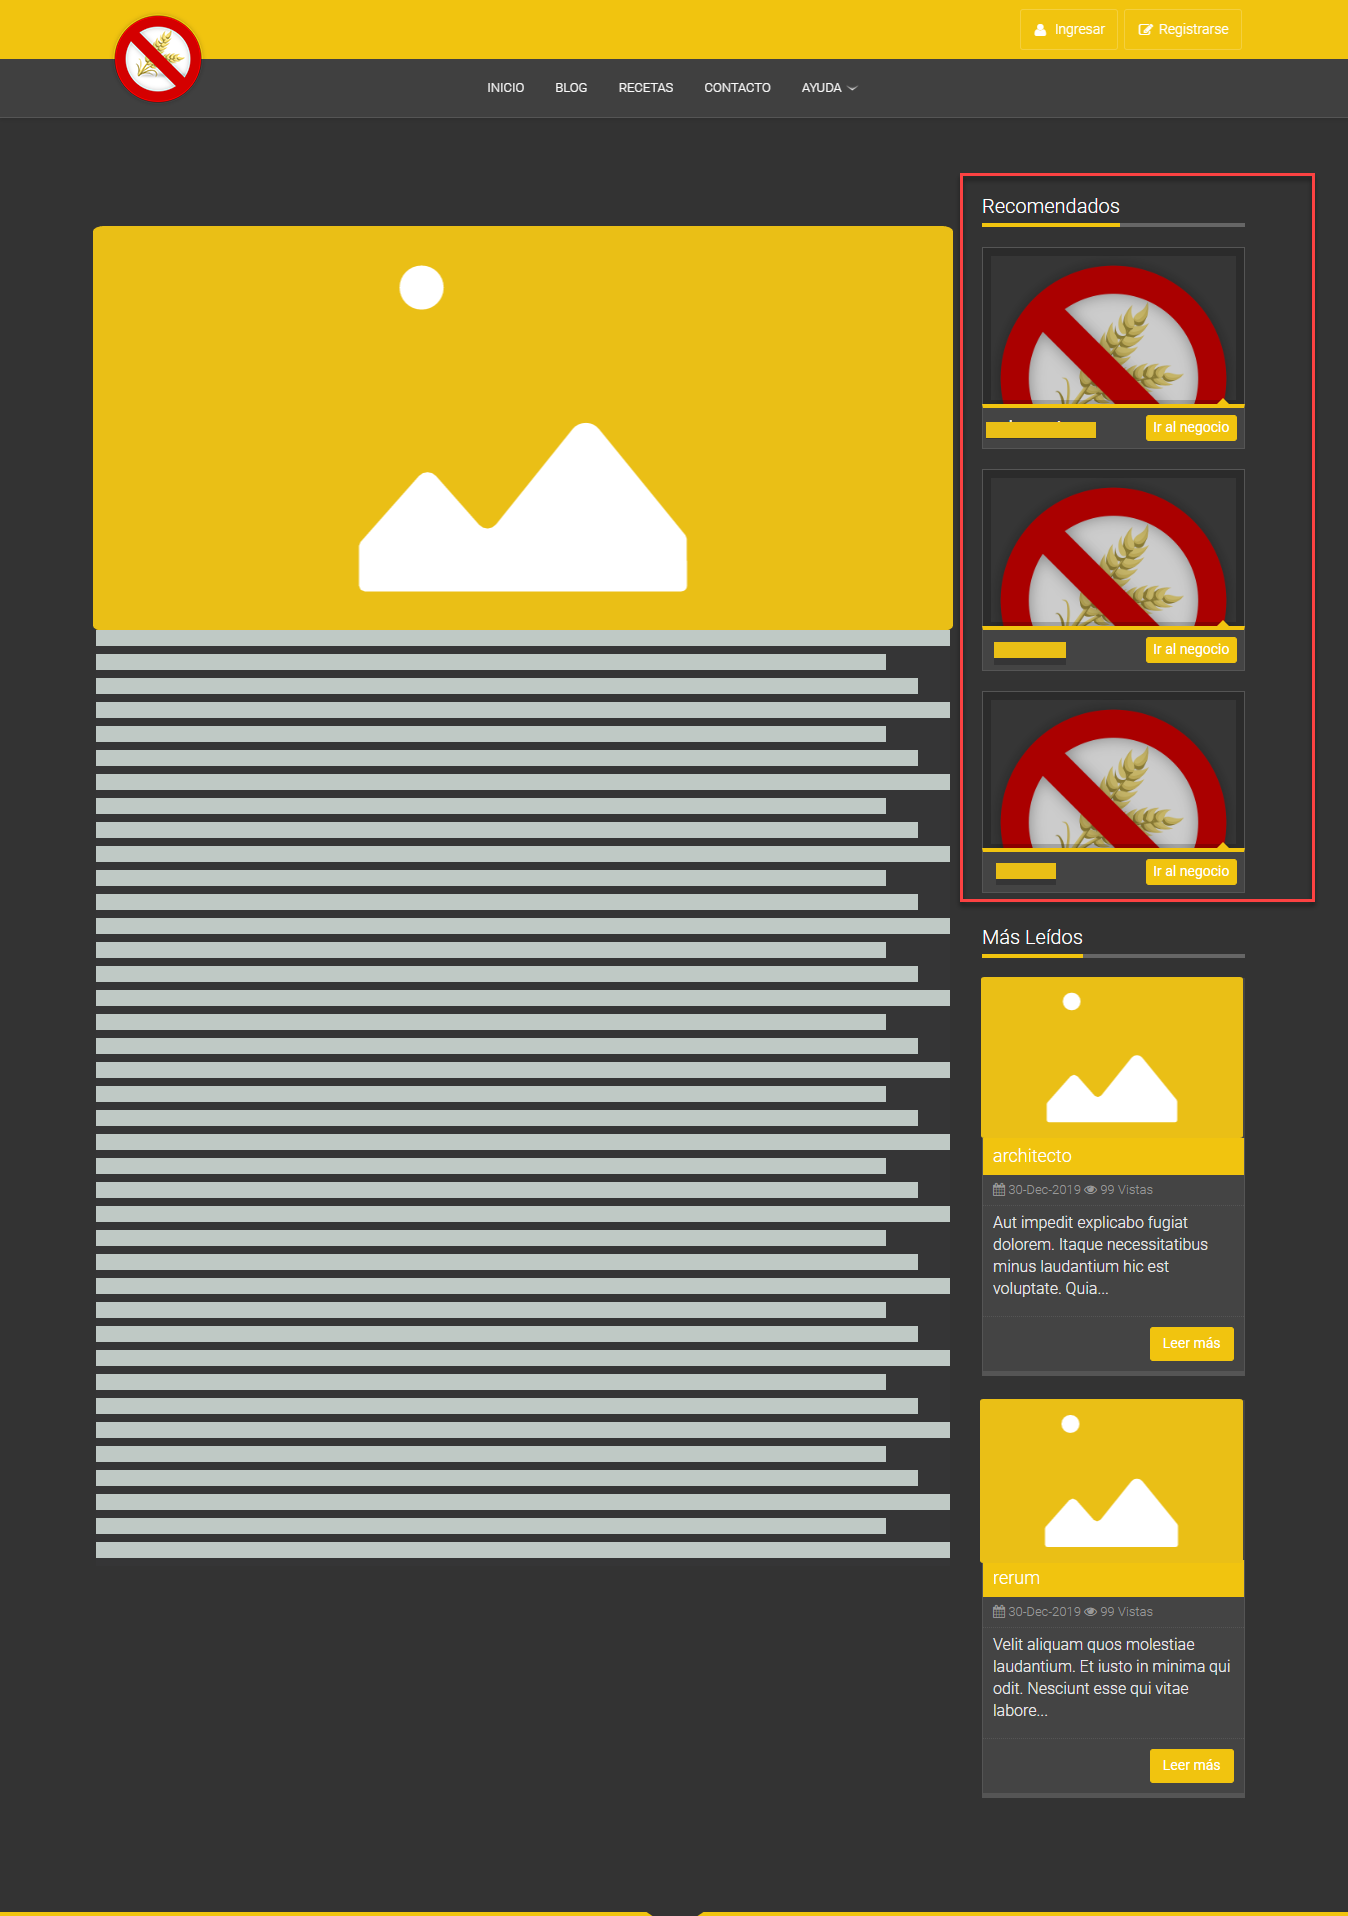 Ingresar
Registrarse
INICIO
BLOG
RECETAS
CONTACTO
AYUDA
Recomendados
Ir al negocio
Ir al negocio
Ir al negocio
Más Leídos
architecto
30-Dec-2019 99 Vistas
Aut impedit explicabo fugiat
dolorem. Itaque necessitatibus
minus laudantium hic est
voluptate. Quia...
Leer más
rerum
30-Dec-2019 99 Vistas
Velit aliquam quos molestiae
laudantium. Et iusto in minima qui
odit. Nesciunt esse qui vitae
labore...
Leer más